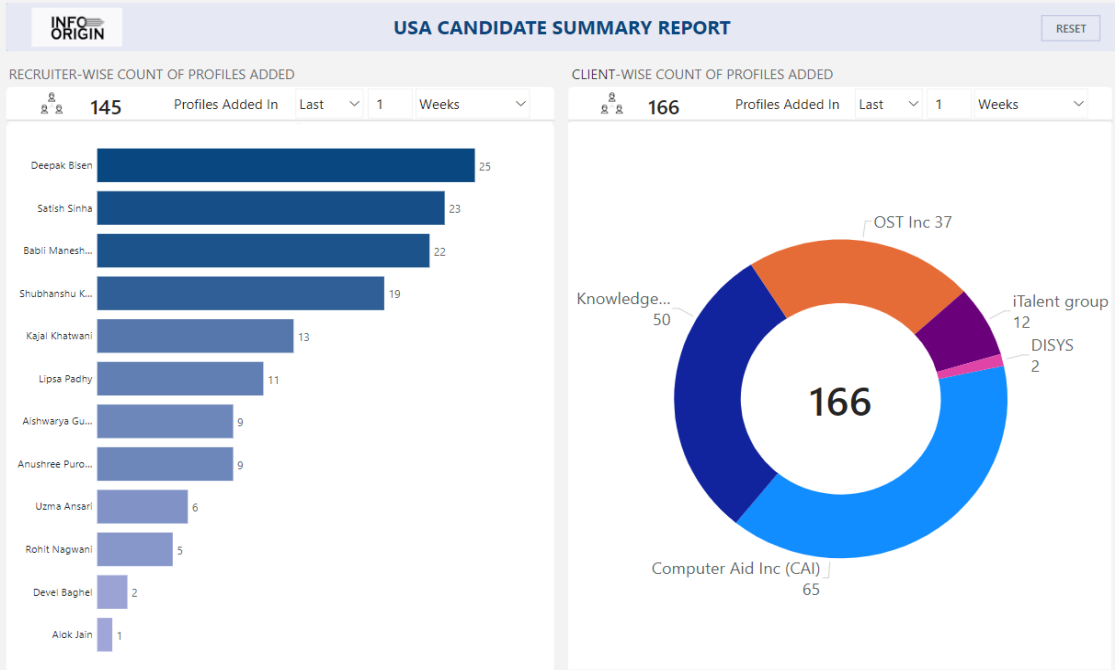 INFO
ORIGIN
USA CANDIDATE SUMMARY REPORT
RESET
RECRUITER-WISE COUNT OF PROFILES ADDED
145
Profiles Added In
Last
1
Weeks
Deepak Bisen
25
Satish Sinha
23
Babli Manesh...
22
Shubhanshu K...
19
Kajal Khatwani
13
Lipsa Padhy
11
Aishwarya Gu...
9
Anushree Puro...
9
Uzma Ansari
6
Rohit Nagwani
5
Devel Baghel
2
Alok Jain
1
CLIENT-WISE COUNT OF PROFILES ADDED
166
Profiles Added In
Last
1
Weeks
OST Inc 37
Knowledge...
50
iTalent group
12
DISYS
2
166
Computer Aid Inc (CAI)
65